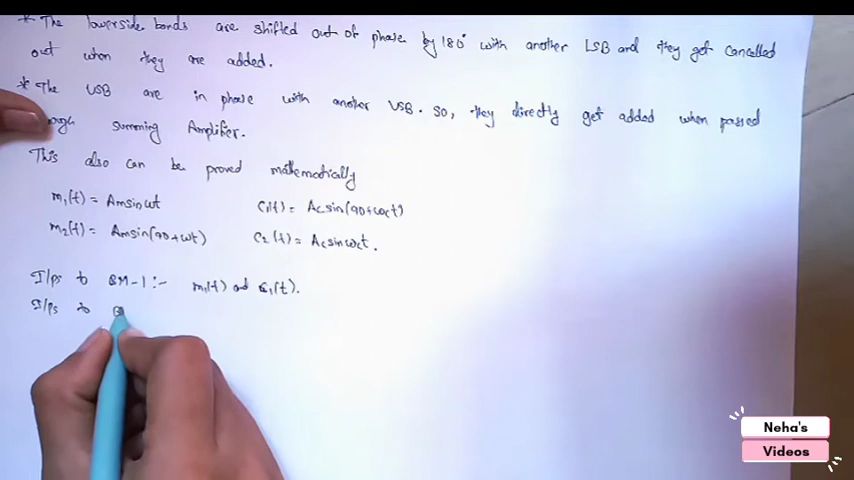 * The lowerside bands are shifted out of phase by 180° with another LSB and they get cancelled
out when they are added.
* The USB are in phase with another USB. So, they directly get added when passed
ough summing Amplifier.
This also can be proved mathematically
m₁(t) = Amsinωt C₁(t) = Acsin(90+ωct)
m₂(t) = Amsin(90+ωt) C₂(t) = Acsinωct.
I/ps to BM-1 :- m₁(t) and c₁(t).
I/ps to B
Neha's
Videos